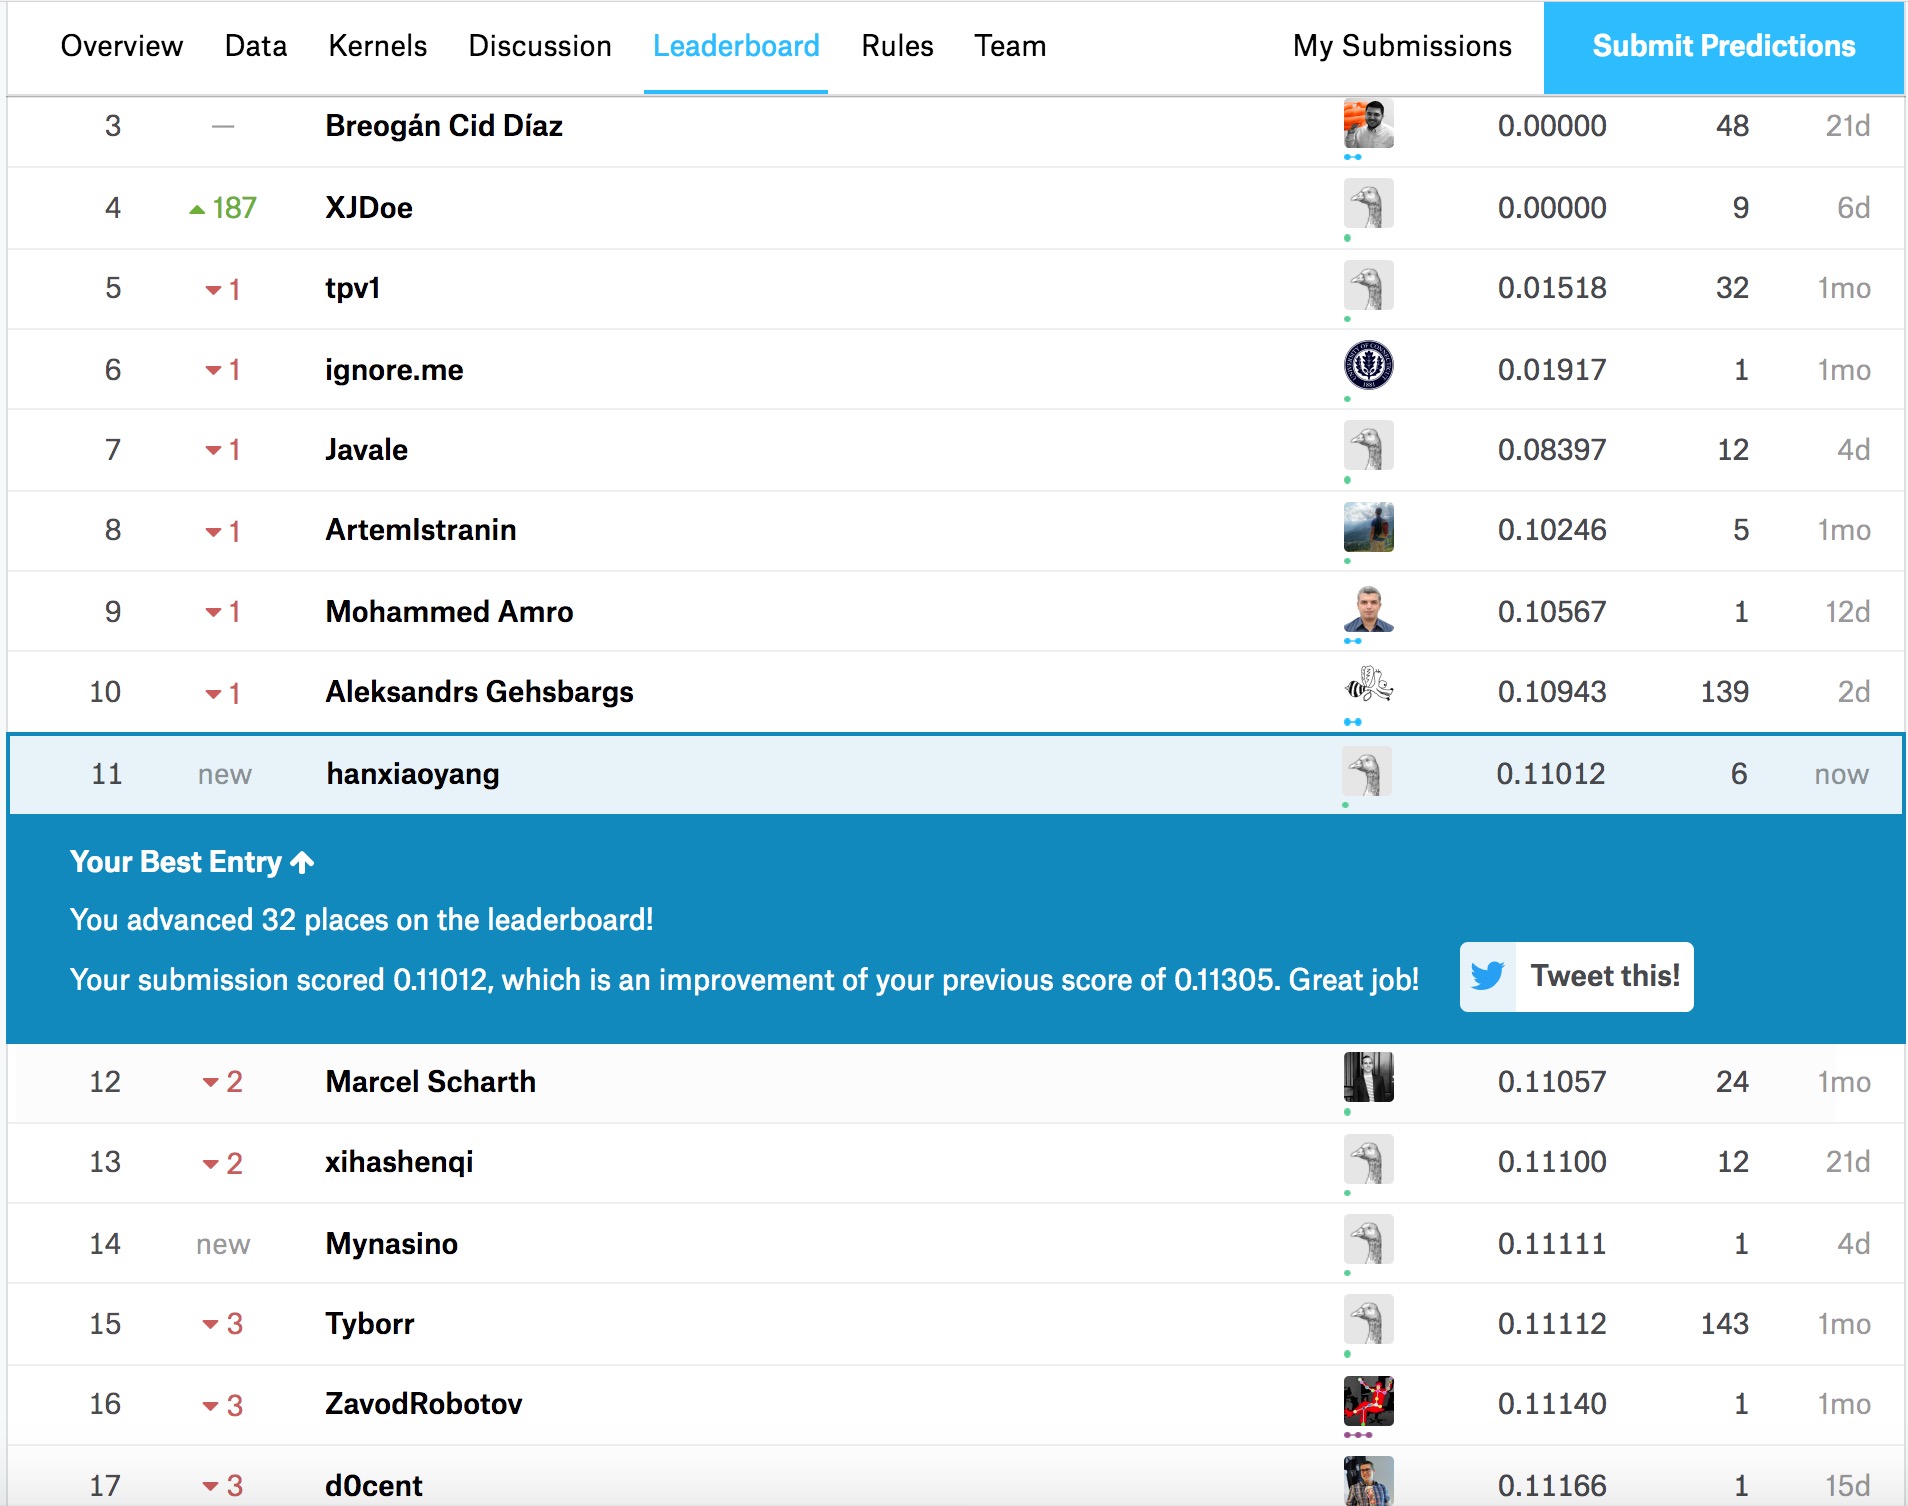 Overview Data Kernels Discussion Leaderboard Rules Team My Submissions Submit Predictions
3 — Breogán Cid Díaz 0.00000 48 21d
4 187 XJDoe 0.00000 9 6d
5 1 tpv1 0.01518 32 1mo
6 1 ignore.me 0.01917 1 1mo
7 1 Javale 0.08397 12 4d
8 1 ArtemIstranin 0.10246 5 1mo
9 1 Mohammed Amro 0.10567 1 12d
10 1 Aleksandrs Gehsbargs 0.10943 139 2d
11 new hanxiaoyang 0.11012 6 now
Your Best Entry ↑
You advanced 32 places on the leaderboard!
Your submission scored 0.11012, which is an improvement of your previous score of 0.11305. Great job! Tweet this!
12 2 Marcel Scharth 0.11057 24 1mo
13 2 xihashenqi 0.11100 12 21d
14 new Mynasino 0.11111 1 4d
15 3 Tyborr 0.11112 143 1mo
16 3 ZavodRobotov 0.11140 1 1mo
17 3 d0cent 0.11166 1 15d